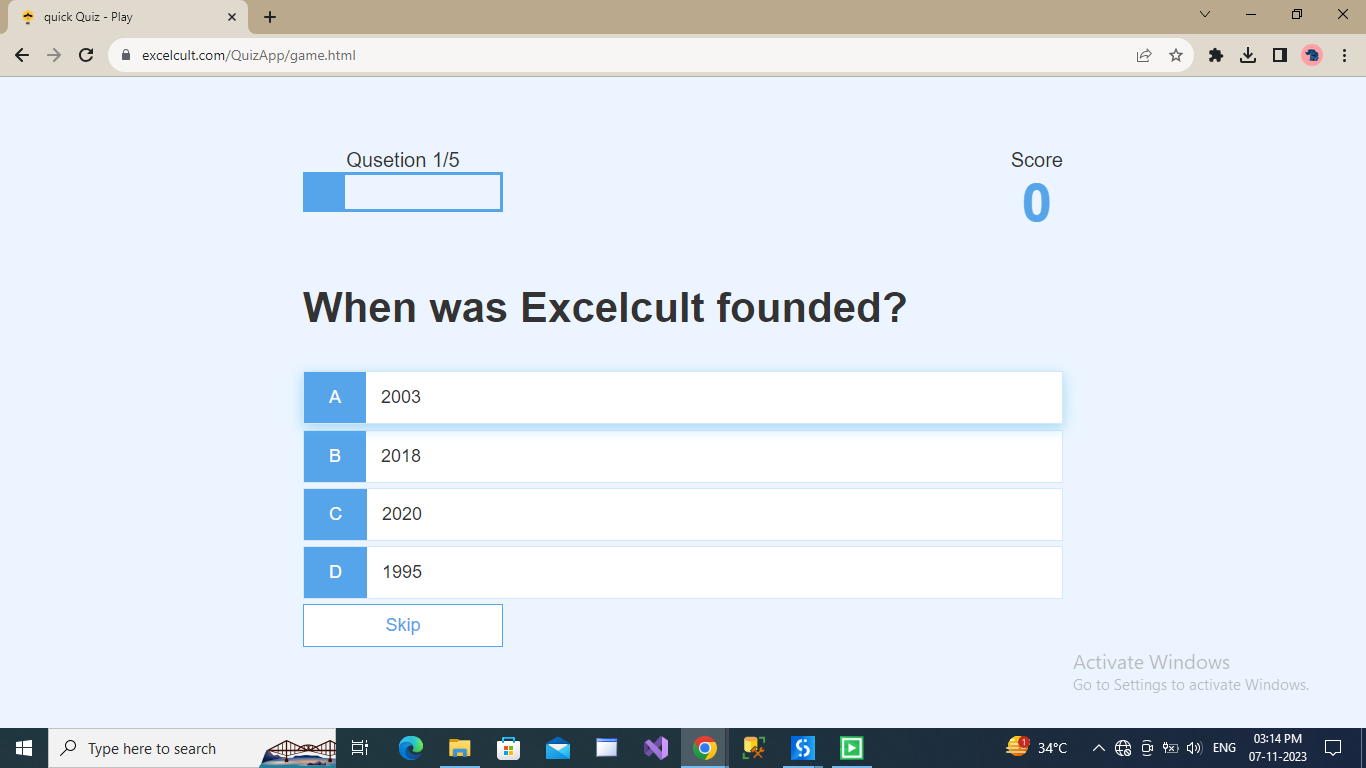 quick Quiz - Play
excelcult.com/QuizApp/game.html
Qusetion 1/5
Score
0
When was Excelcult founded?
A 2003
B 2018
C 2020
D 1995
Skip
Activate Windows
Go to Settings to activate Windows.
Type here to search
1
34°C
ENG
03:14 PM
07-11-2023